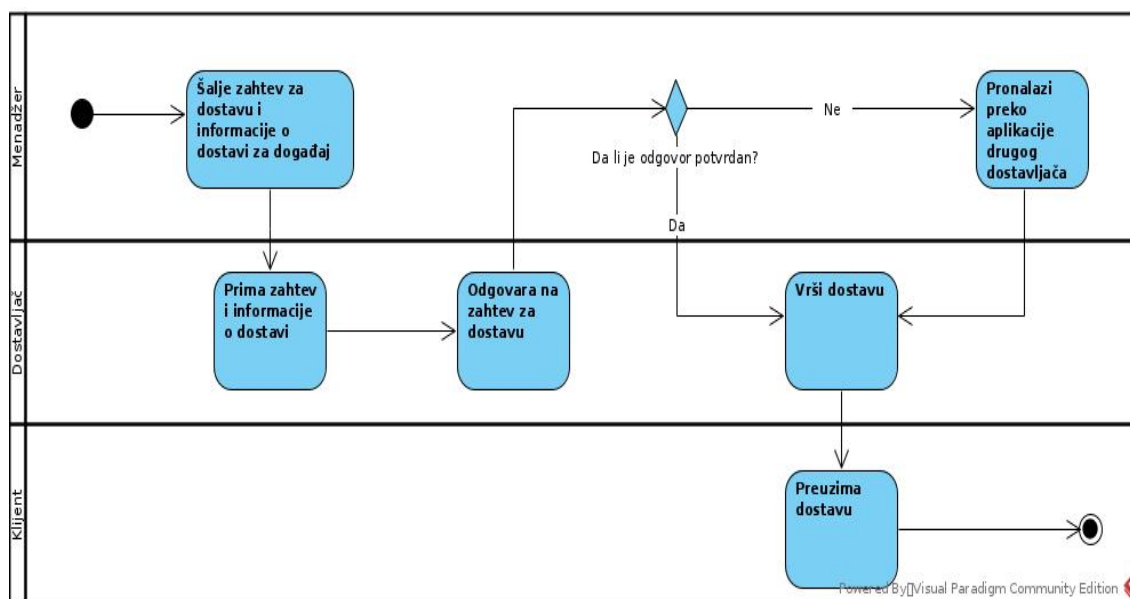 Menadžer
Šalje zahtev za
dostavu i
informacije o
dostavi za događaj
Da li je odgovor potvrdan?
Ne
Da
Pronalazi
preko
aplikacije
drugog
dostavljača
Dostavljač
Prima zahtev
i informacije
o dostavi
Odgovara na
zahtev za
dostavu
Vrši dostavu
Klijent
Preuzima
dostavu
Powered By▯Visual Paradigm Community Edition